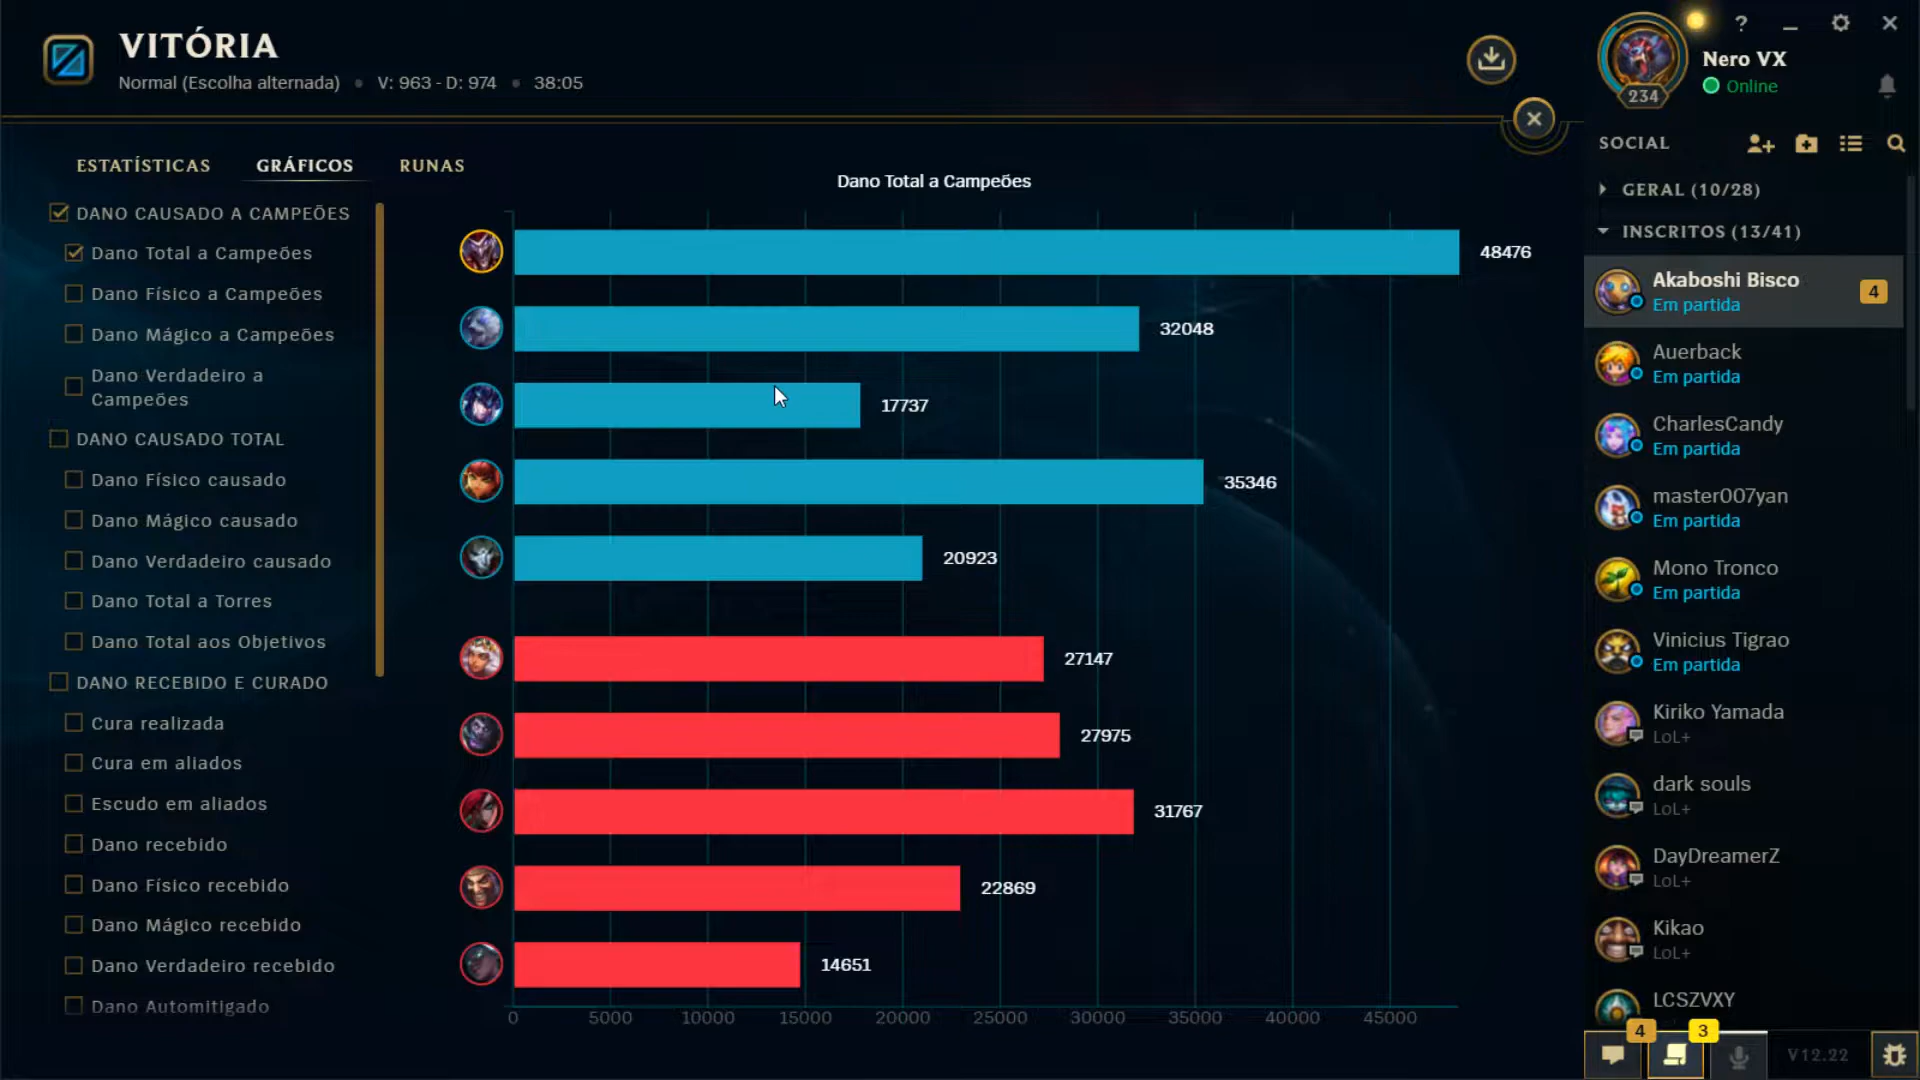 VITÓRIA
Normal (Escolha alternada) • V: 963 - D: 974 • 38:05
ESTATÍSTICAS GRÁFICOS RUNAS
DANO CAUSADO A CAMPEÕES
Dano Total a Campeões
Dano Físico a Campeões
Dano Mágico a Campeões
Dano Verdadeiro a
Campeões
DANO CAUSADO TOTAL
Dano Físico causado
Dano Mágico causado
Dano Verdadeiro causado
Dano Total a Torres
Dano Total aos Objetivos
DANO RECEBIDO E CURADO
Cura realizada
Cura em aliados
Escudo em aliados
Dano recebido
Dano Físico recebido
Dano Mágico recebido
Dano Verdadeiro recebido
Dano Automitigado
Dano Total a Campeões
48476
32048
17737
35346
20923
27147
27975
31767
22869
14651
0 5000 10000 15000 20000 25000 30000 35000 40000 45000
?
234
Nero VX
Online
SOCIAL
GERAL (10/28)
INSCRITOS (13/41)
Akaboshi Bisco
Em partida
4
Auerback
Em partida
CharlesCandy
Em partida
master007yan
Em partida
Mono Tronco
Em partida
Vinicius Tigrao
Em partida
Kiriko Yamada
LoL+
dark souls
LoL+
DayDreamerZ
LoL+
Kikao
LoL+
LCSZVXY
4 3
V12.22